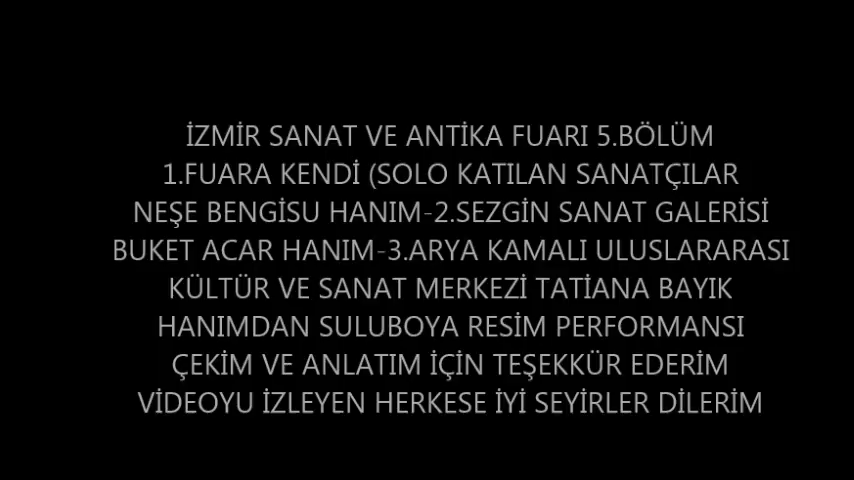 İZMİR SANAT VE ANTİKA FUARI 5.BÖLÜM
1.FUARA KENDİ (SOLO KATILAN SANATÇILAR
NEŞE BENGİSU HANIM-2.SEZGİN SANAT GALERİSİ
BUKET ACAR HANIM-3.ARYA KAMALI ULUSLARARASI
KÜLTÜR VE SANAT MERKEZİ TATİANA BAYIK
HANIMDAN SULUBOYA RESİM PERFORMANSI
ÇEKİM VE ANLATIM İÇİN TEŞEKKÜR EDERİM
VİDEOYU İZLEYEN HERKESE İYİ SEYİRLER DİLERİM